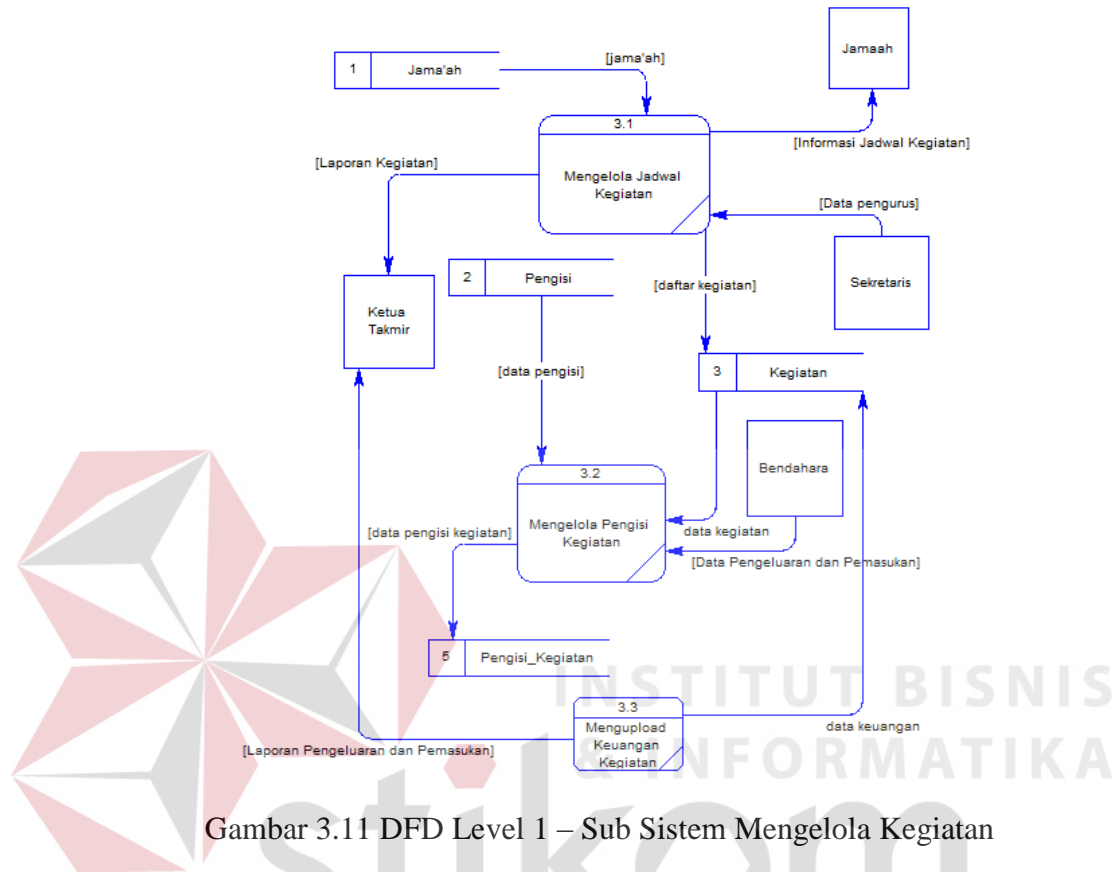 Jamaah
[jama'ah]
1
Jama'ah
3.1
[Informasi Jadwal Kegiatan]
[Laporan Kegiatan]
Mengelola Jadwal
Kegiatan
[Data pengurus]
2
Pengisi
[daftar kegiatan]
Sekretaris
Ketua
Takmir
[data pengisi]
3
Kegiatan
Bendahara
3.2
[data pengisi kegiatan]
Mengelola Pengisi
Kegiatan
data kegiatan
[Data Pengeluaran dan Pemasukan]
5
Pengisi_Kegiatan
INSTITUT BISNIS
& INFORMATIKA
3.3
Mengupload
Keuangan
Kegiatan
data keuangan
[Laporan Pengeluaran dan Pemasukan]
Gambar 3.11 DFD Level 1 – Sub Sistem Mengelola Kegiatan
stikom